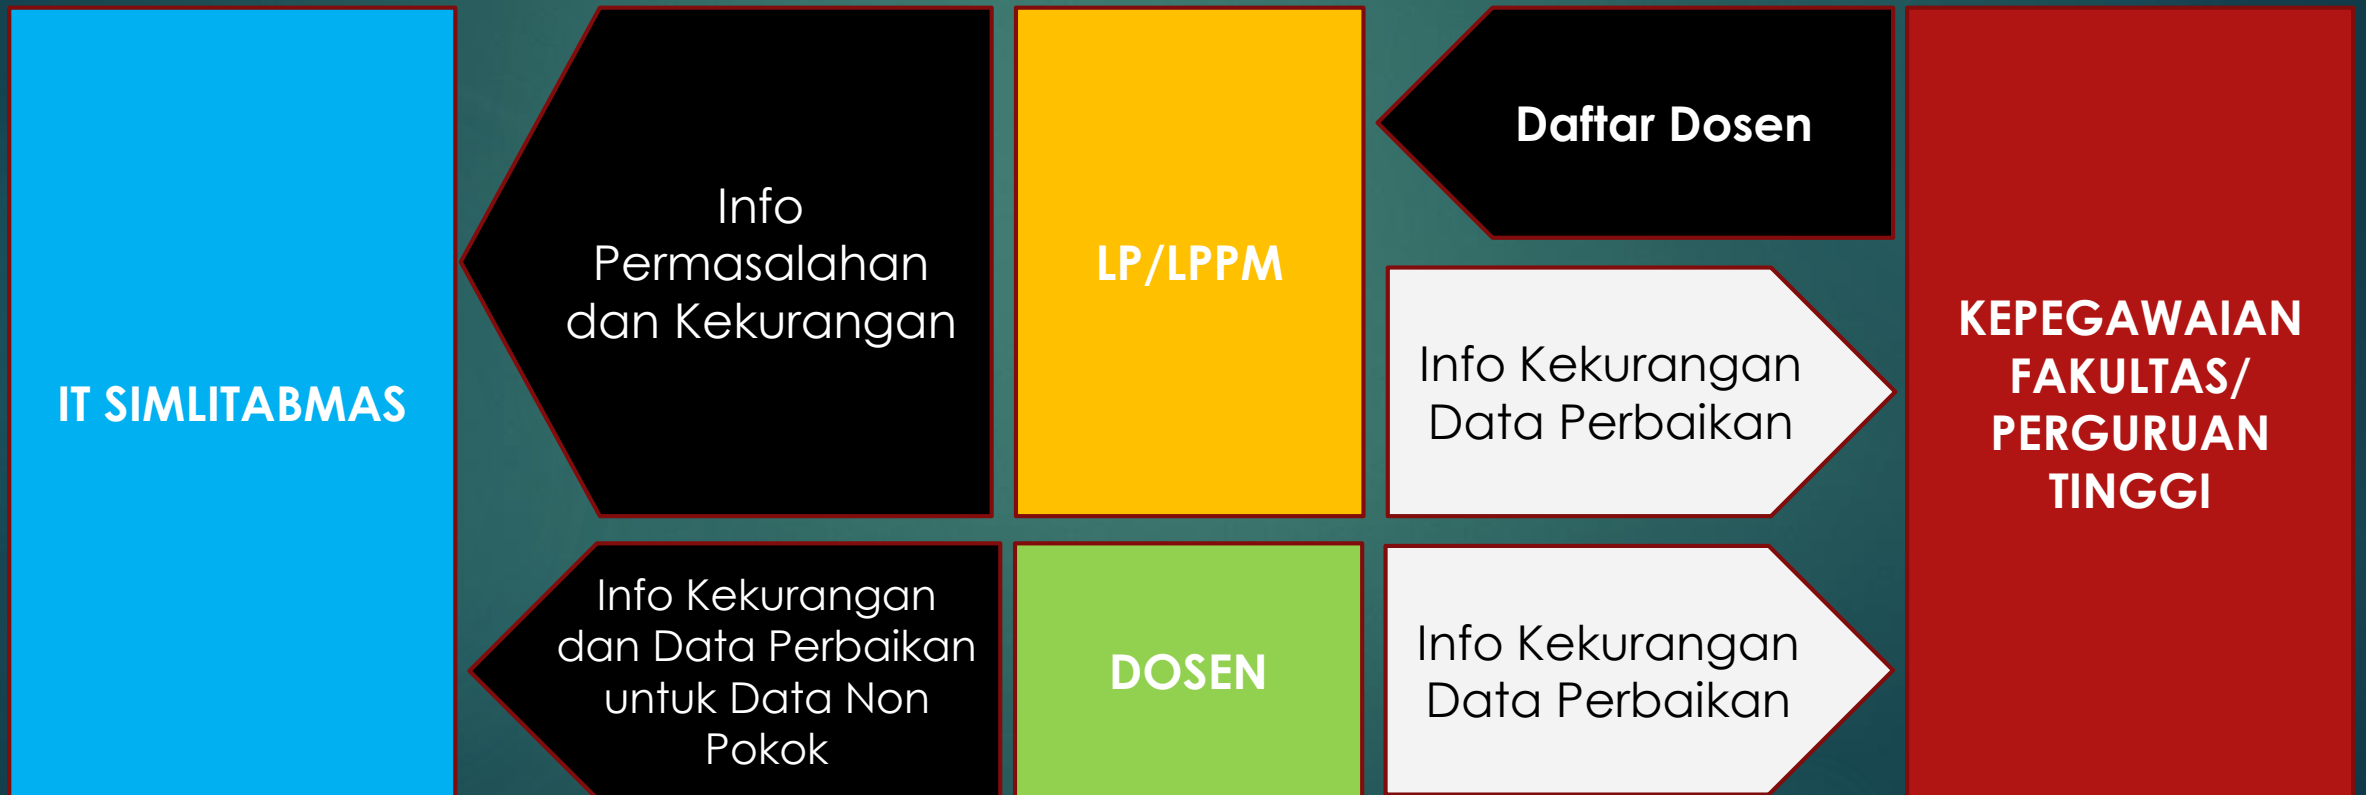 IT SIMLITABMAS
Info
Permasalahan
dan Kekurangan
Info Kekurangan
dan Data Perbaikan
untuk Data Non
Pokok
LP/LPPM
DOSEN
Daftar Dosen
Info Kekurangan
Data Perbaikan
Info Kekurangan
Data Perbaikan
KEPEGAWAIAN
FAKULTAS/
PERGURUAN
TINGGI